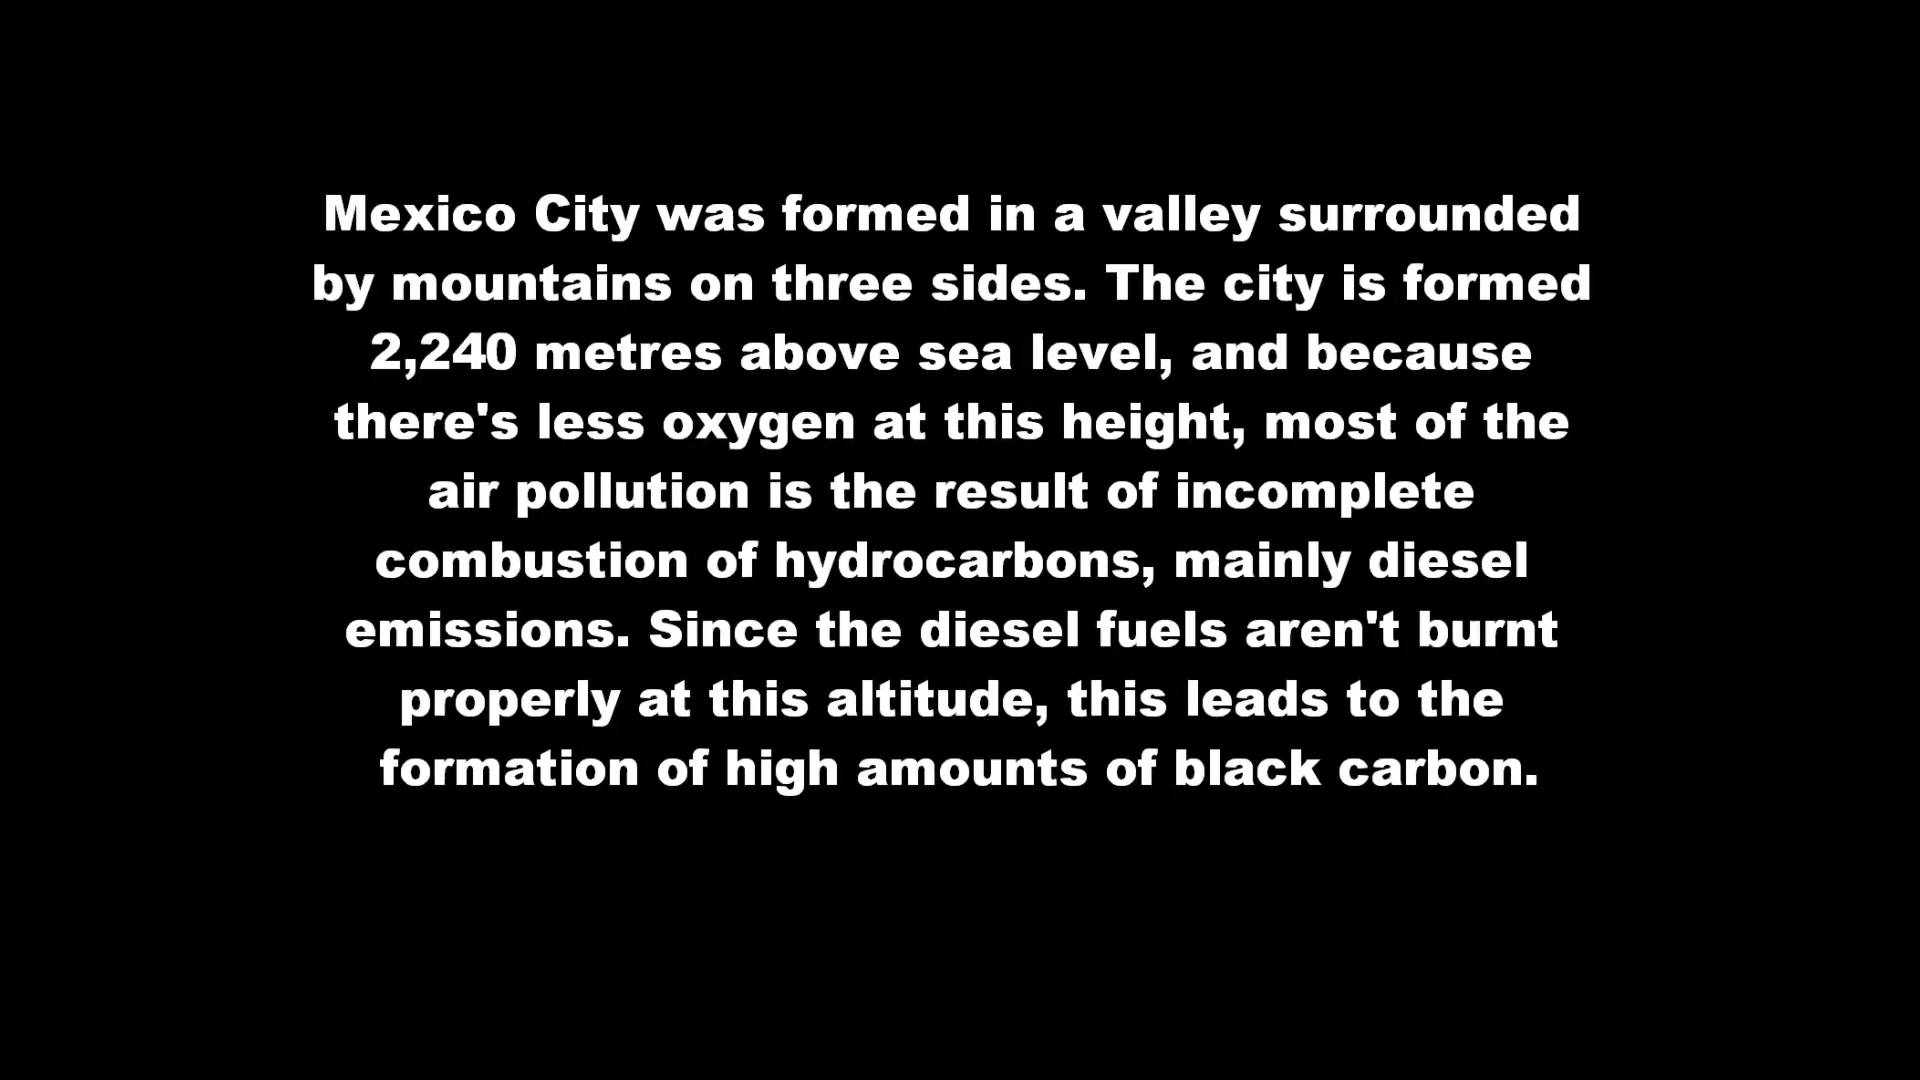 Mexico City was formed in a valley surrounded
by mountains on three sides. The city is formed
2,240 metres above sea level, and because
there's less oxygen at this height, most of the
air pollution is the result of incomplete
combustion of hydrocarbons, mainly diesel
emissions. Since the diesel fuels aren't burnt
properly at this altitude, this leads to the
formation of high amounts of black carbon.